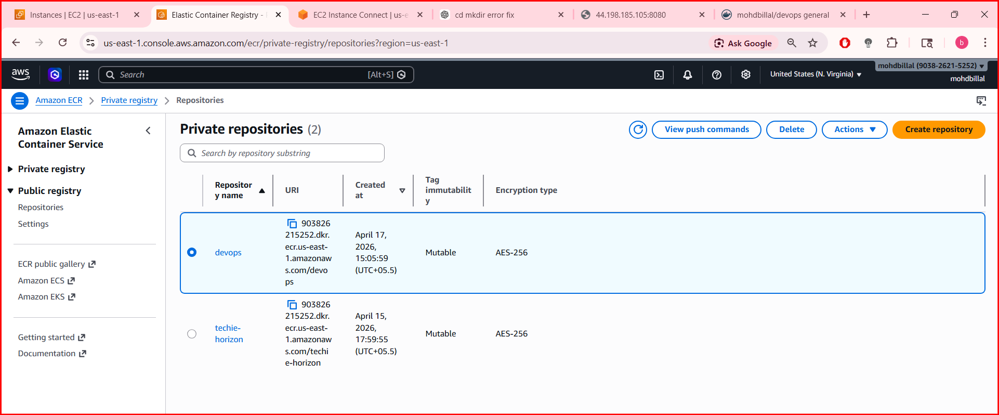 Instances | EC2 | us-east-1
Elastic Container Registry -
EC2 Instance Connect | us-e
cd mkdir error fix
44.198.185.105:8080
mohdbillal/devops general
us-east-1.console.aws.amazon.com/ecr/private-registry/repositories?region=us-east-1
Ask Google
b
aws
Search
[Alt+S]
United States (N. Virginia)
mohdbillal (9038-2621-5252)
mohdbillal
Amazon ECR
Private registry
Repositories
Amazon Elastic
Container Service
Private registry
Public registry
Repositories
Settings
ECR public gallery
Amazon ECS
Amazon EKS
Getting started
Documentation
Private repositories (2)
View push commands
Delete
Actions
Create repository
Search by repository substring
Repositor
y name
URI
Created
at
Tag
immutabilit
y
Encryption type
devops
903826
215252.dkr.
ecr.us-east-
1.amazonaw
s.com/devo
ps
April 17,
2026,
15:05:59
(UTC+05.5)
Mutable
AES-256
techie-
horizon
903826
215252.dkr.
ecr.us-east-
1.amazonaw
s.com/techi
e-horizon
April 15,
2026,
17:59:55
(UTC+05.5)
Mutable
AES-256